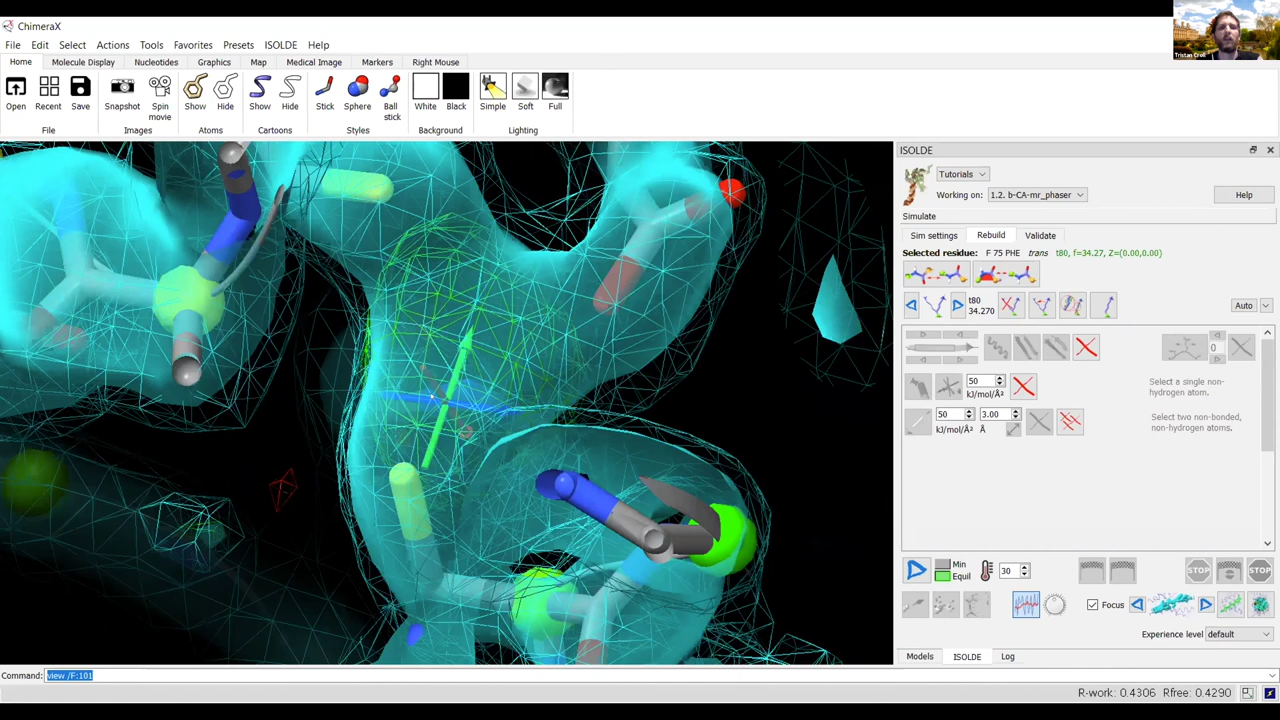 ChimeraX
File Edit Select Actions Tools Favorites Presets ISOLDE Help
Home Molecule Display Nucleotides Graphics Map Medical Image Markers Right Mouse
Open Recent Save Snapshot Spin movie Show Hide Show Hide Stick Sphere Ball stick White Black Simple Soft Full
File Images Atoms Cartoons Styles Background Lighting
Tristan Croll
ISOLDE
Tutorials
Working on: 1.2. b-CA-mr_phaser Help
Simulate
Sim settings Rebuild Validate
Selected residue: F 75 PHE trans t80, f=34.27, Z=(0.00,0.00)
t80
34.270
Auto
0
50
kJ/mol/Å²
Select a single non-
hydrogen atom.
50 3.00
kJ/mol/Å² Å
Select two non-bonded,
non-hydrogen atoms.
Min
Equil
30
STOP STOP
Focus
Experience level default
Models ISOLDE Log
Command: view /F:101
R-work: 0.4306 Rfree: 0.4290